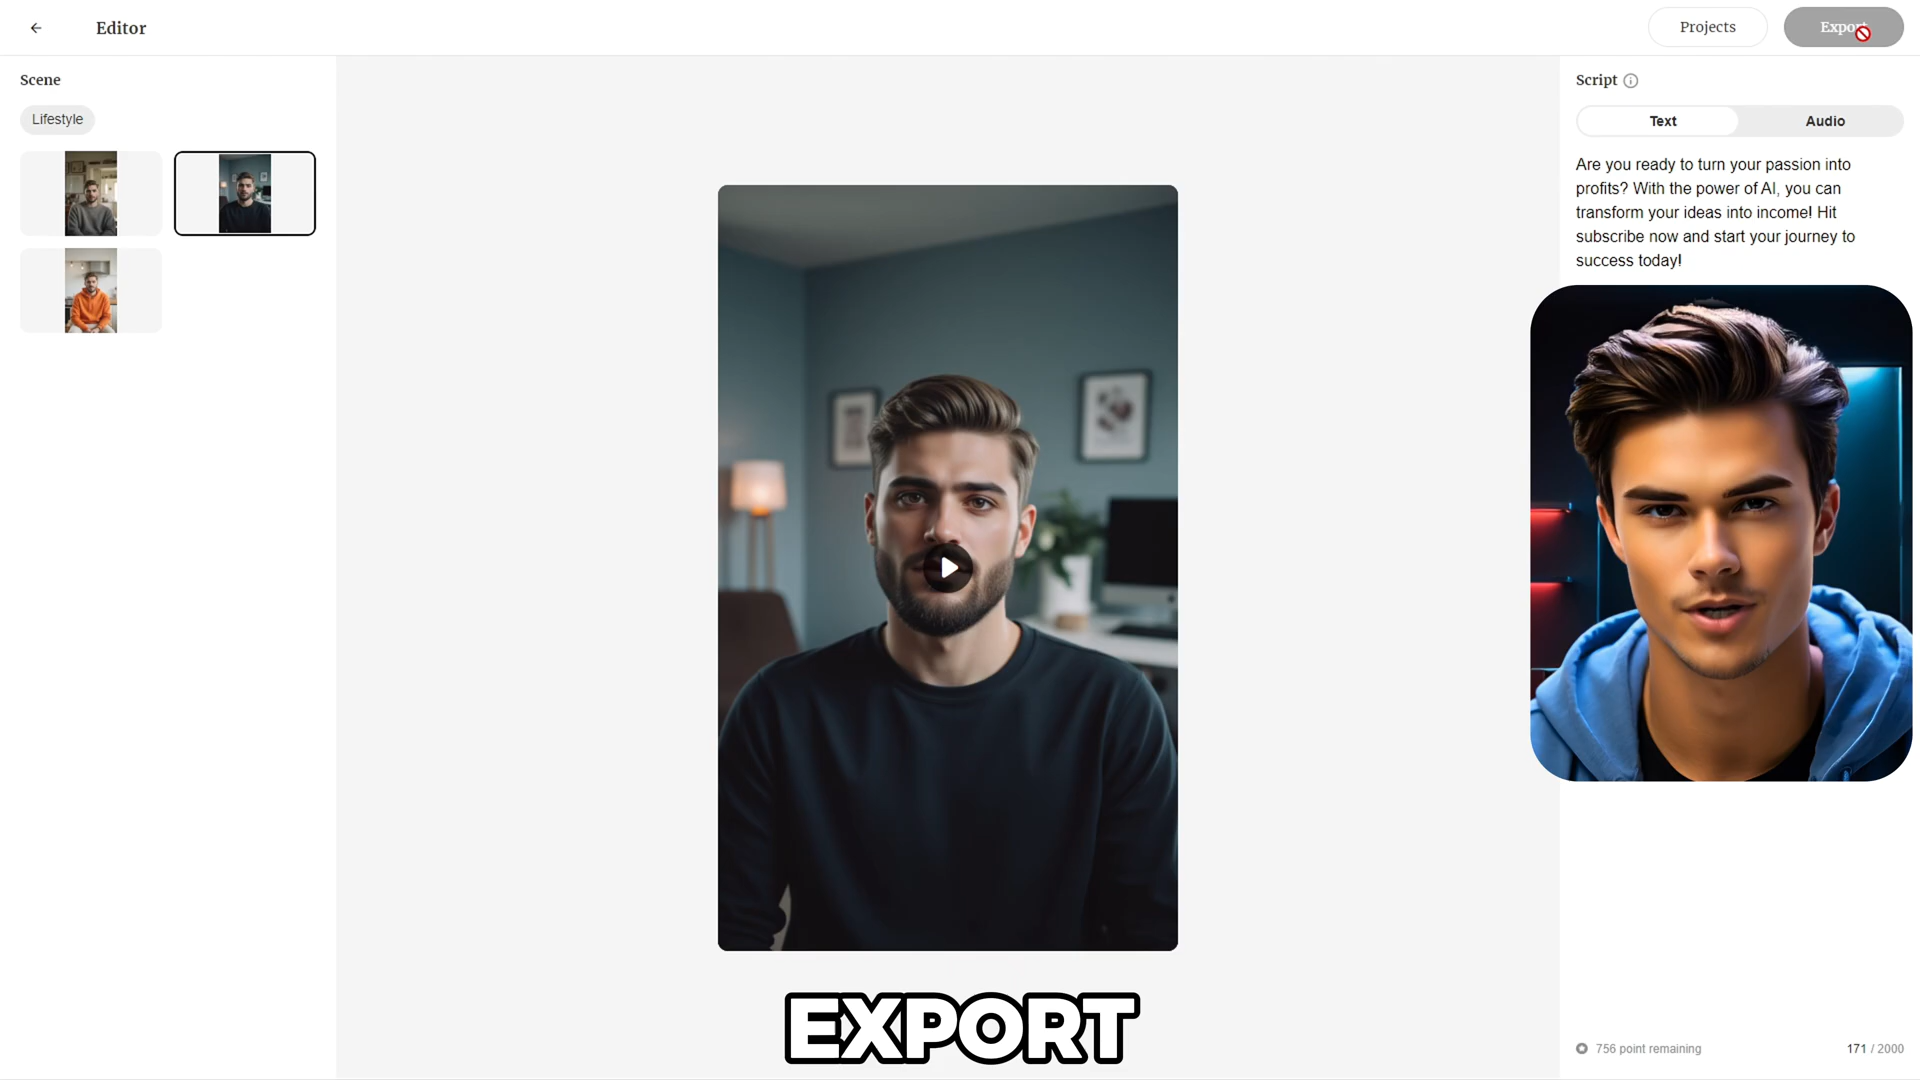 Editor
Projects
Export
Scene
Lifestyle
Script
Text
Audio
Are you ready to turn your passion into
profits? With the power of AI, you can
transform your ideas into income! Hit
subscribe now and start your journey to
success today!
EXPORT
756 point remaining
171 / 2000